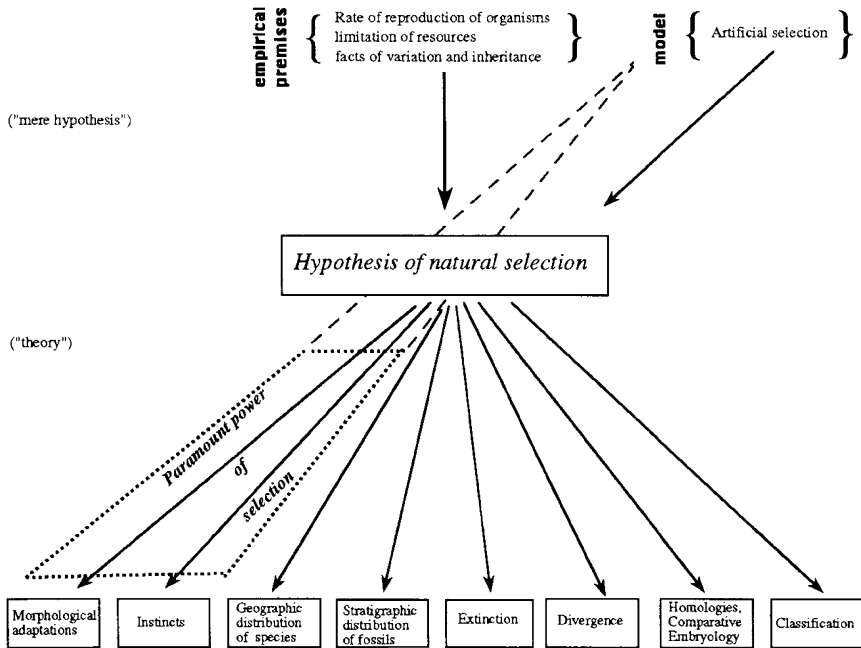 empirical
premises
Rate of reproduction of organisms
limitation of resources
facts of variation and inheritance
model
Artificial selection
("mere hypothesis")
Hypothesis of natural selection
("theory")
Paramount power
of
selection
Morphological
adaptations
Instincts
Geographic
distribution
of species
Stratigraphic
distribution
of fossils
Extinction
Divergence
Homologies,
Comparative
Embryology
Classification